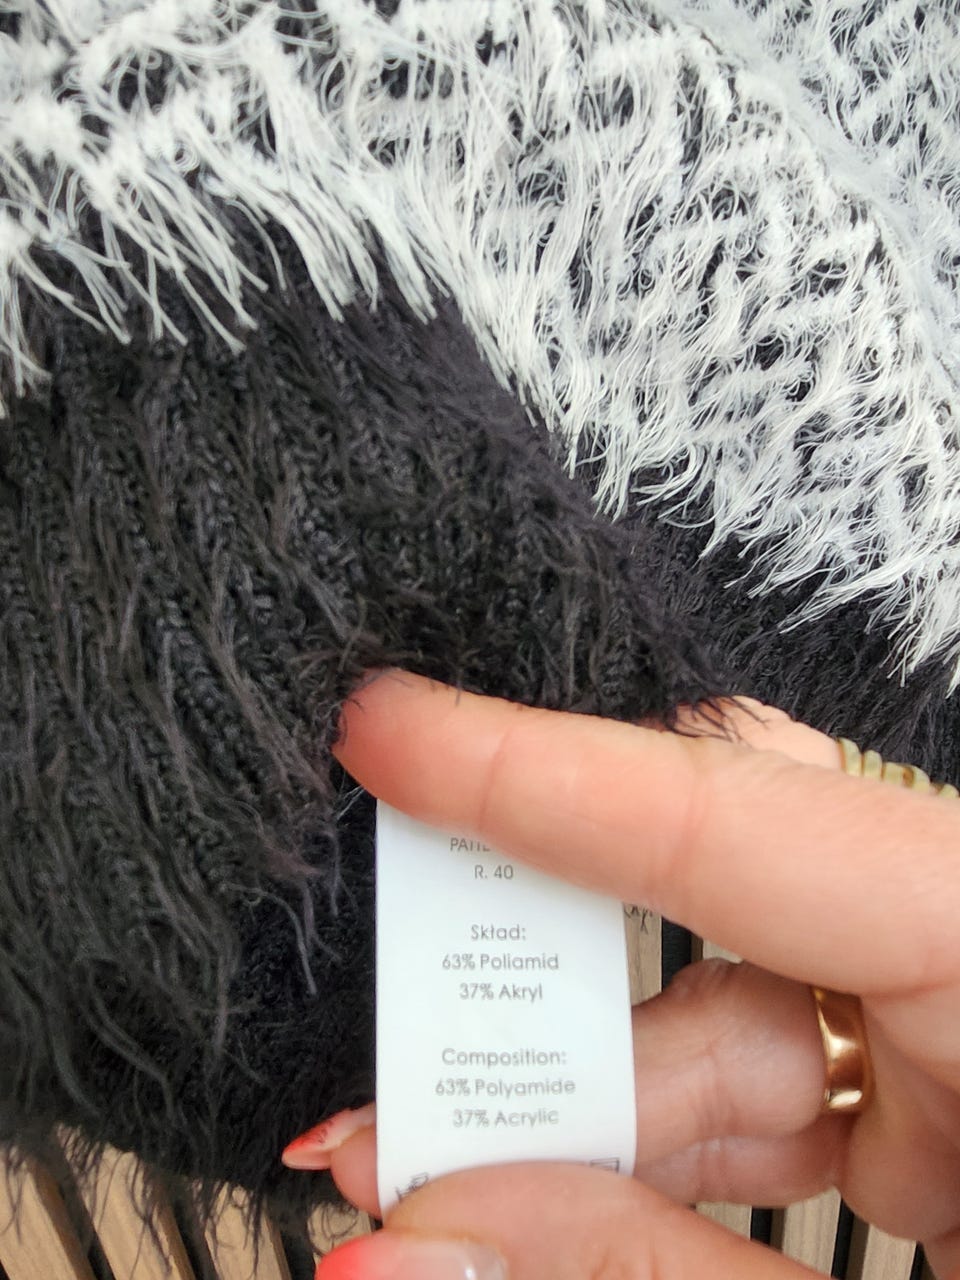 R. 40
Skład:
63% Poliamid
37% Akryl
Composition:
63% Polyamide
37% Acrylic